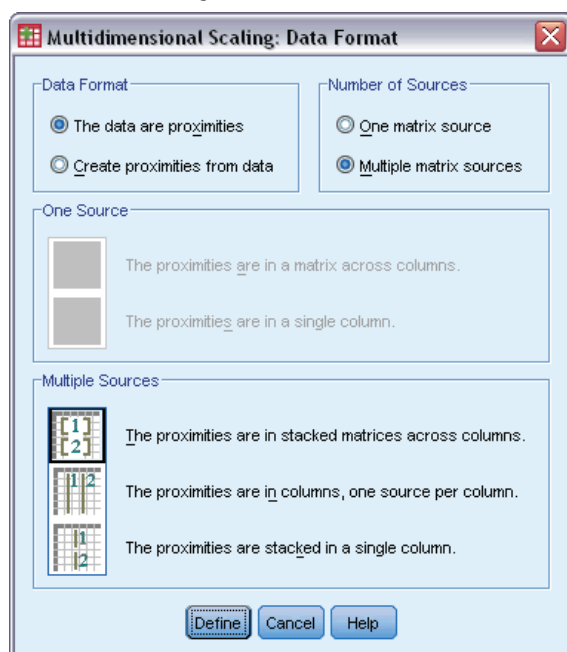 Multidimensional Scaling: Data Format
Data Format
The data are proximities
Create proximities from data
Number of Sources
One matrix source
Multiple matrix sources
One Source
The proximities are in a matrix across columns.
The proximities are in a single column.
Multiple Sources
[1]
[2]
The proximities are in stacked matrices across columns.
1 2
The proximities are in columns, one source per column.
1
2
The proximities are stacked in a single column.
Define Cancel Help